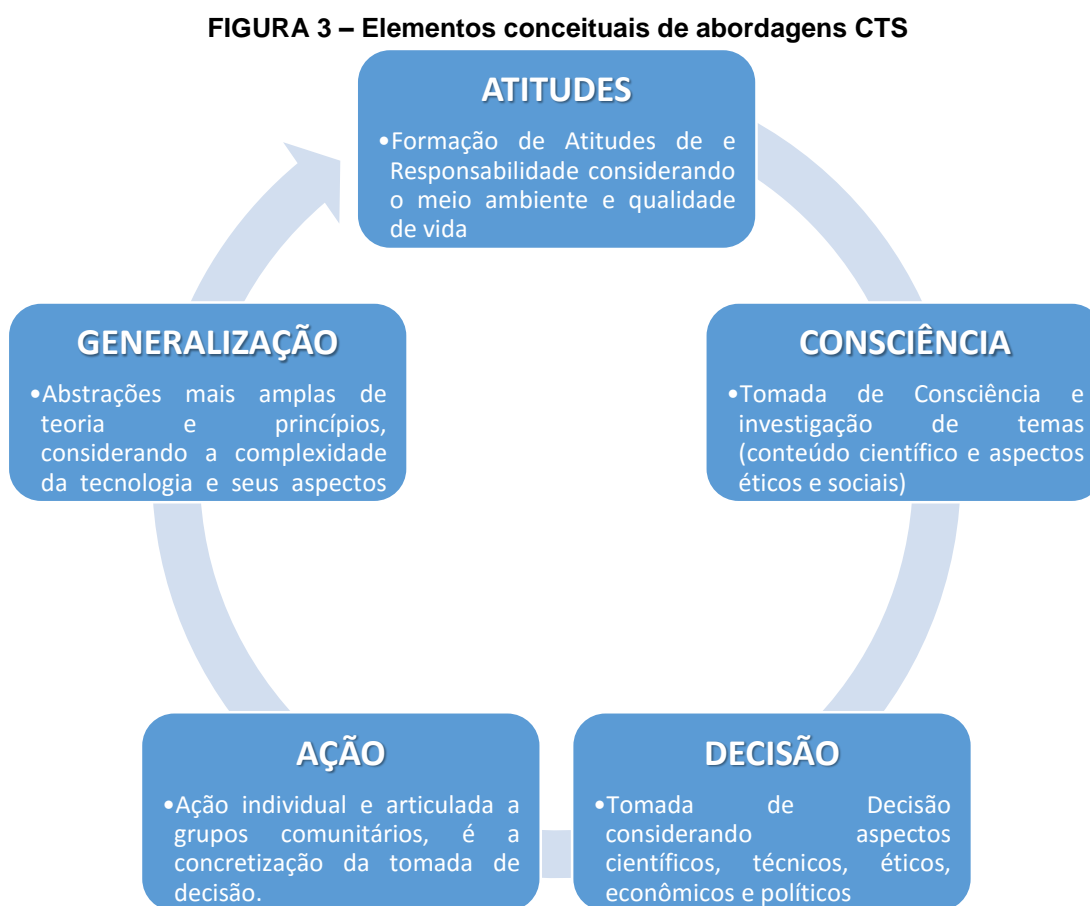 FIGURA 3 – Elementos conceituais de abordagens CTS
ATITUDES
•Formação de Atitudes de e
Responsabilidade considerando
o meio ambiente e qualidade
de vida
CONSCIÊNCIA
•Tomada de Consciência e
investigação de temas
(conteúdo científico e aspectos
éticos e sociais)
DECISÃO
•Tomada de Decisão
considerando aspectos
científicos, técnicos, éticos,
econômicos e políticos
AÇÃO
•Ação individual e articulada a
grupos comunitários, é a
concretização da tomada de
decisão.
GENERALIZAÇÃO
•Abstrações mais amplas de
teoria e princípios,
considerando a complexidade
da tecnologia e seus aspectos